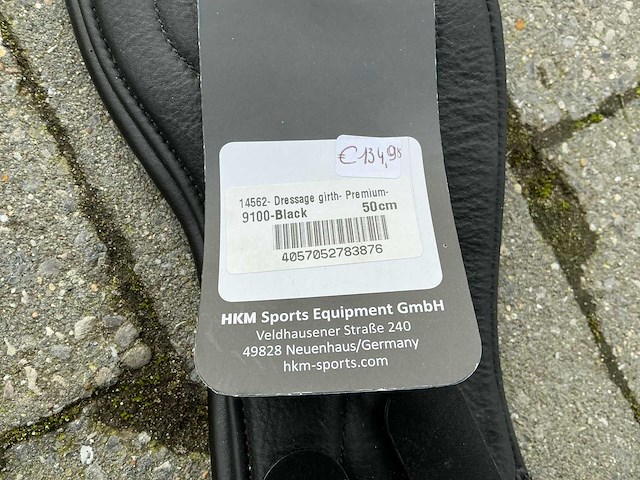 €134,95
14562- Dressage girth- Premium-
9100-Black 50cm
4057052783876
HKM Sports Equipment GmbH
Veldhausener Straße 240
49828 Neuenhaus/Germany
hkm-sports.com